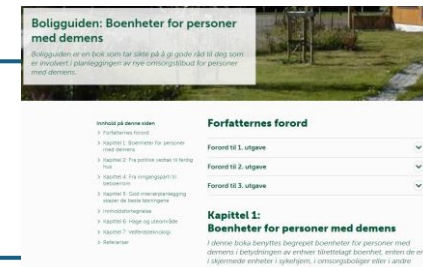 Boligguiden: Boenheter for personer
med demens
Boligguiden er en bok som tar sikte på å gi gode råd til deg som
er involvert i planleggingen av nye omsorgstilbud for personer
med demens.
Innhold på denne siden
> Forfatternes forord
> Kapittel 1: Boenheter for personer
med demens
> Kapittel 2: Fra politisk vedtak til ferdig
hus
> Kapittel 4: Fra inngangsparti til
beboerrom
> Kapittel 5: God interiørplanlegging
skaper de beste løsningene
> Innholdsfortegnelse
> Kapittel 6: Hage og uteområde
> Kapittel 7: Velferdsteknologi
> Referanser
Forfatternes forord
Forord til 1. utgave
Forord til 2. utgave
Forord til 3. utgave
Kapittel 1:
Boenheter for personer med demens
I denne boka benyttes begrepet boenheter for personer med
demens i betydningen av enhver tilrettelagt boenhet, enten de er
i skjermede enheter i sykehjem, i omsorgsboliger eller i andre